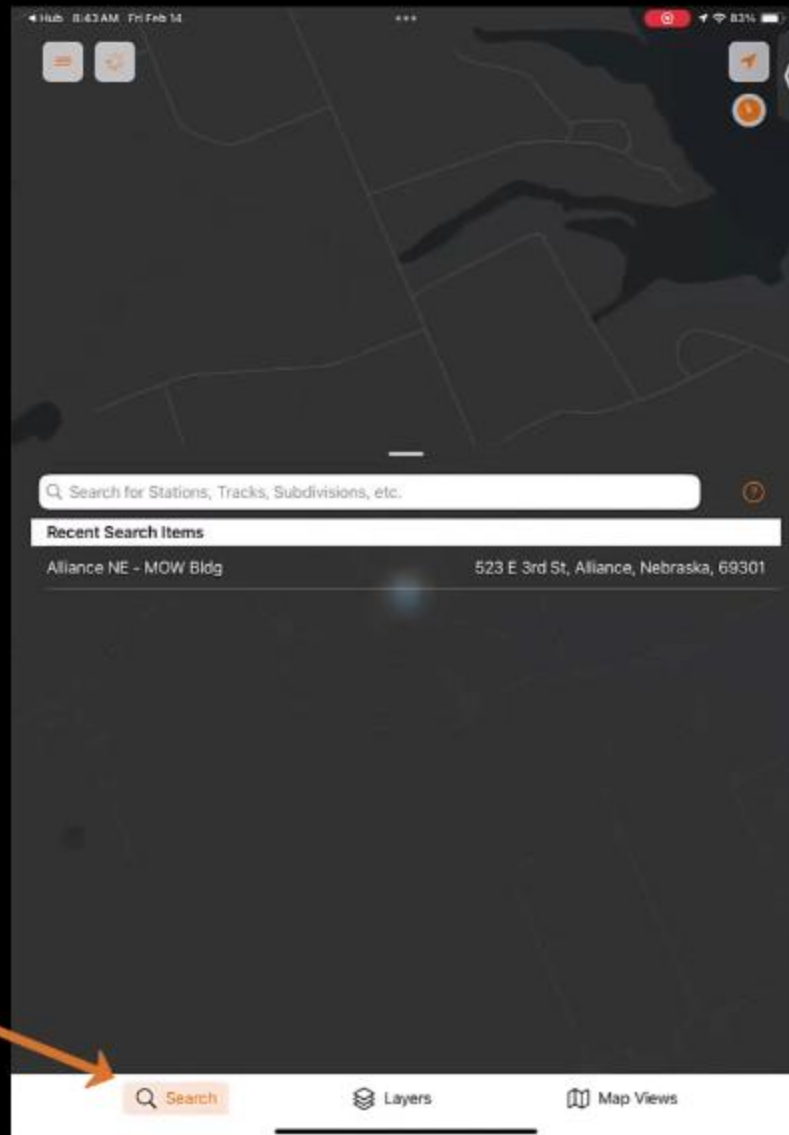 Hub 8:43 AM Fri Feb 14
83%
Search for Stations, Tracks, Subdivisions, etc.
?
Recent Search Items
Alliance NE - MOW Bldg 523 E 3rd St, Alliance, Nebraska, 69301
Search Layers Map Views